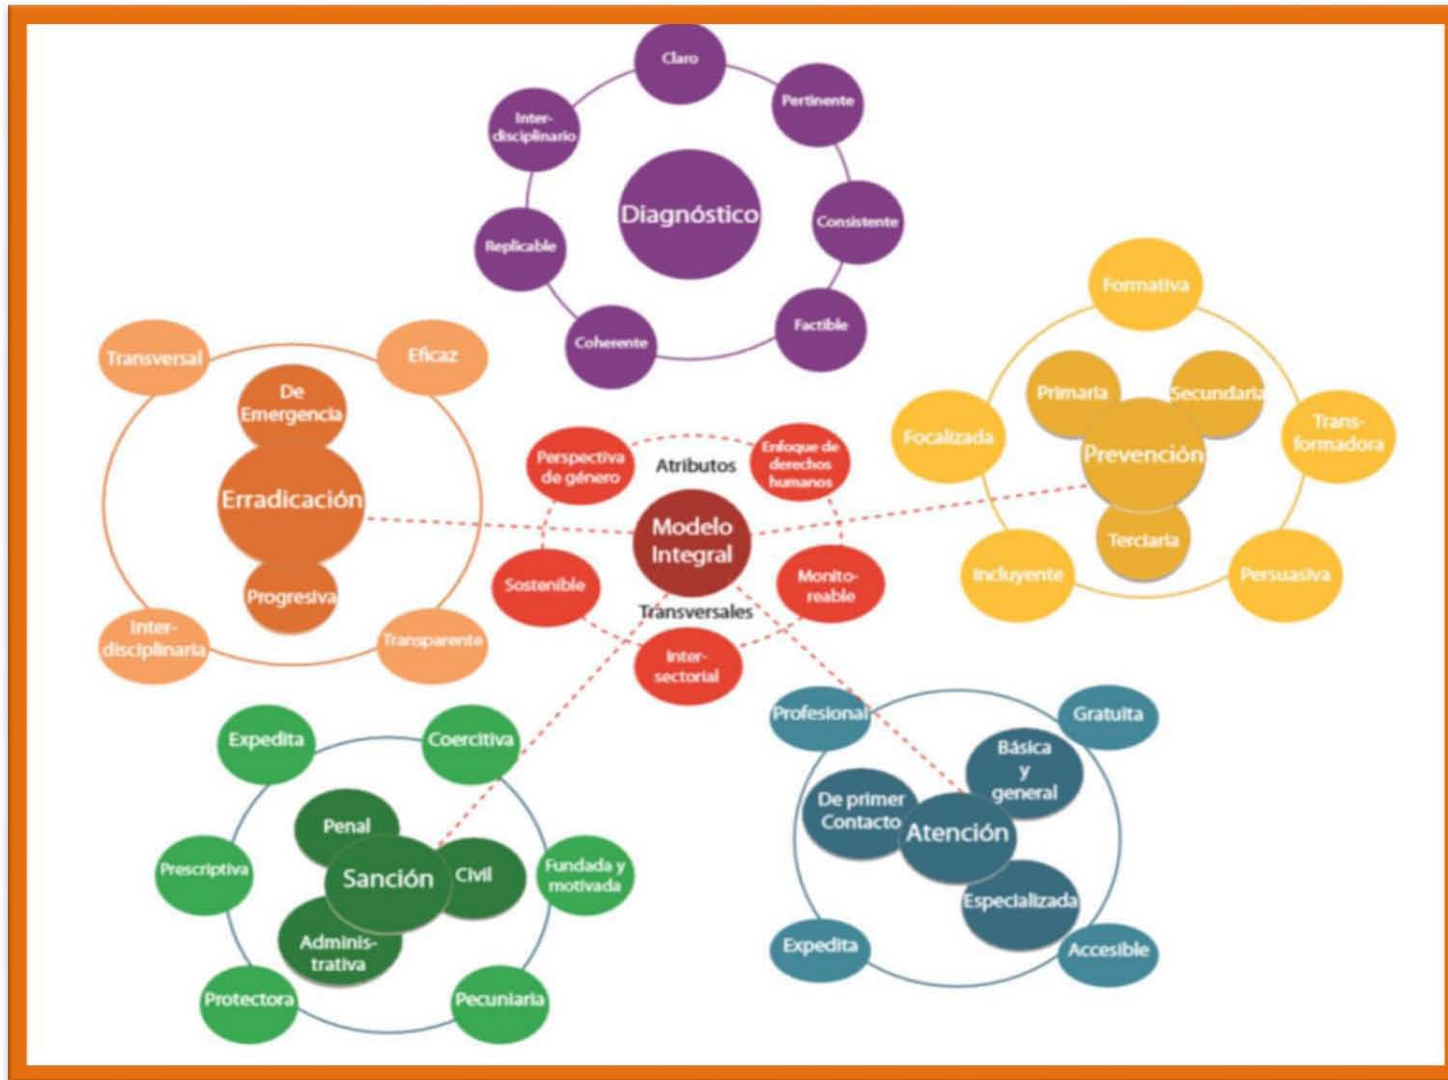 Claro
Pertinente
Inter-
disciplinario
Diagnóstico
Consistente
Replicable
Factible
Coherente
Formativa
Primaria
Secundaria
Focalizada
Trans-
formadora
Prevención
Terciaria
Incluyente
Persuasiva
Transversal
Eficaz
De
Emergencia
Erradicación
Progresiva
Inter-
disciplinaria
Transparente
Perspectiva
de género
Atributos
Enfoque de
derechos
humanos
Modelo
Integral
Sostenible
Monito-
reable
Transversales
Inter-
sectorial
Expedita
Coercitiva
Penal
Prescriptiva
Sanción
Civil
Fundada y
motivada
Adminis-
trativa
Protectora
Pecuniaria
Profesional
Gratuita
Básica
y
general
De primer
Contacto
Atención
Especializada
Expedita
Accesible